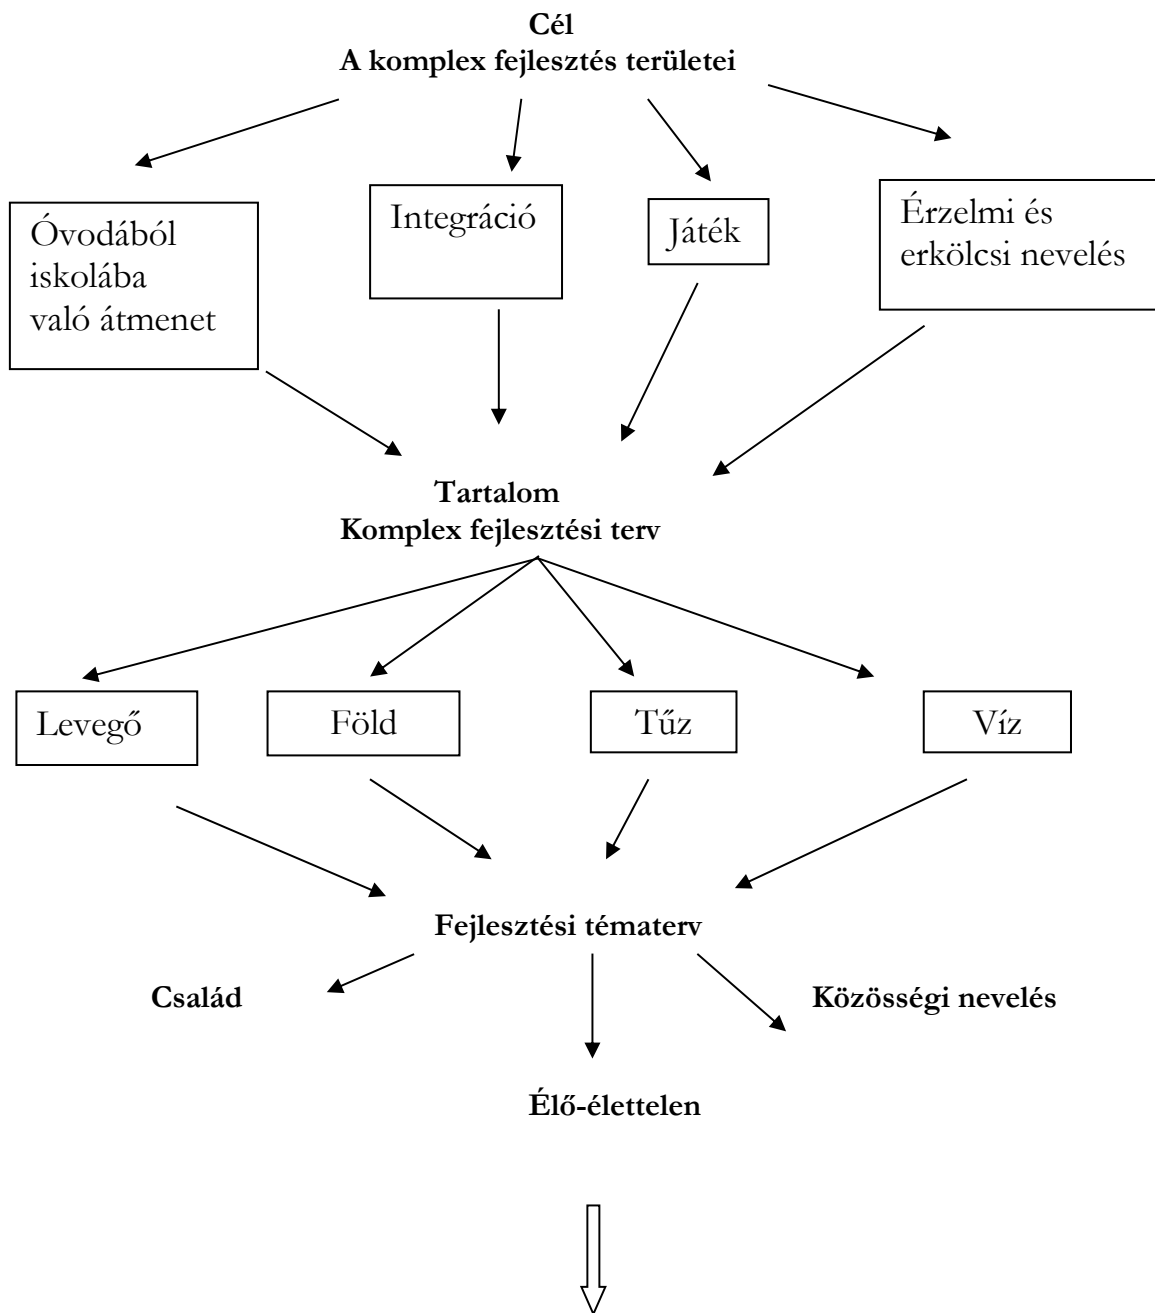 Cél
A komplex fejlesztés területei
Óvodából
iskolába
való átmenet
Integráció
Játék
Érzelmi és
erkölcsi nevelés
Tartalom
Komplex fejlesztési terv
Levegő
Föld
Tűz
Víz
Fejlesztési tématerv
Család
Közösségi nevelés
Élő-élettelen